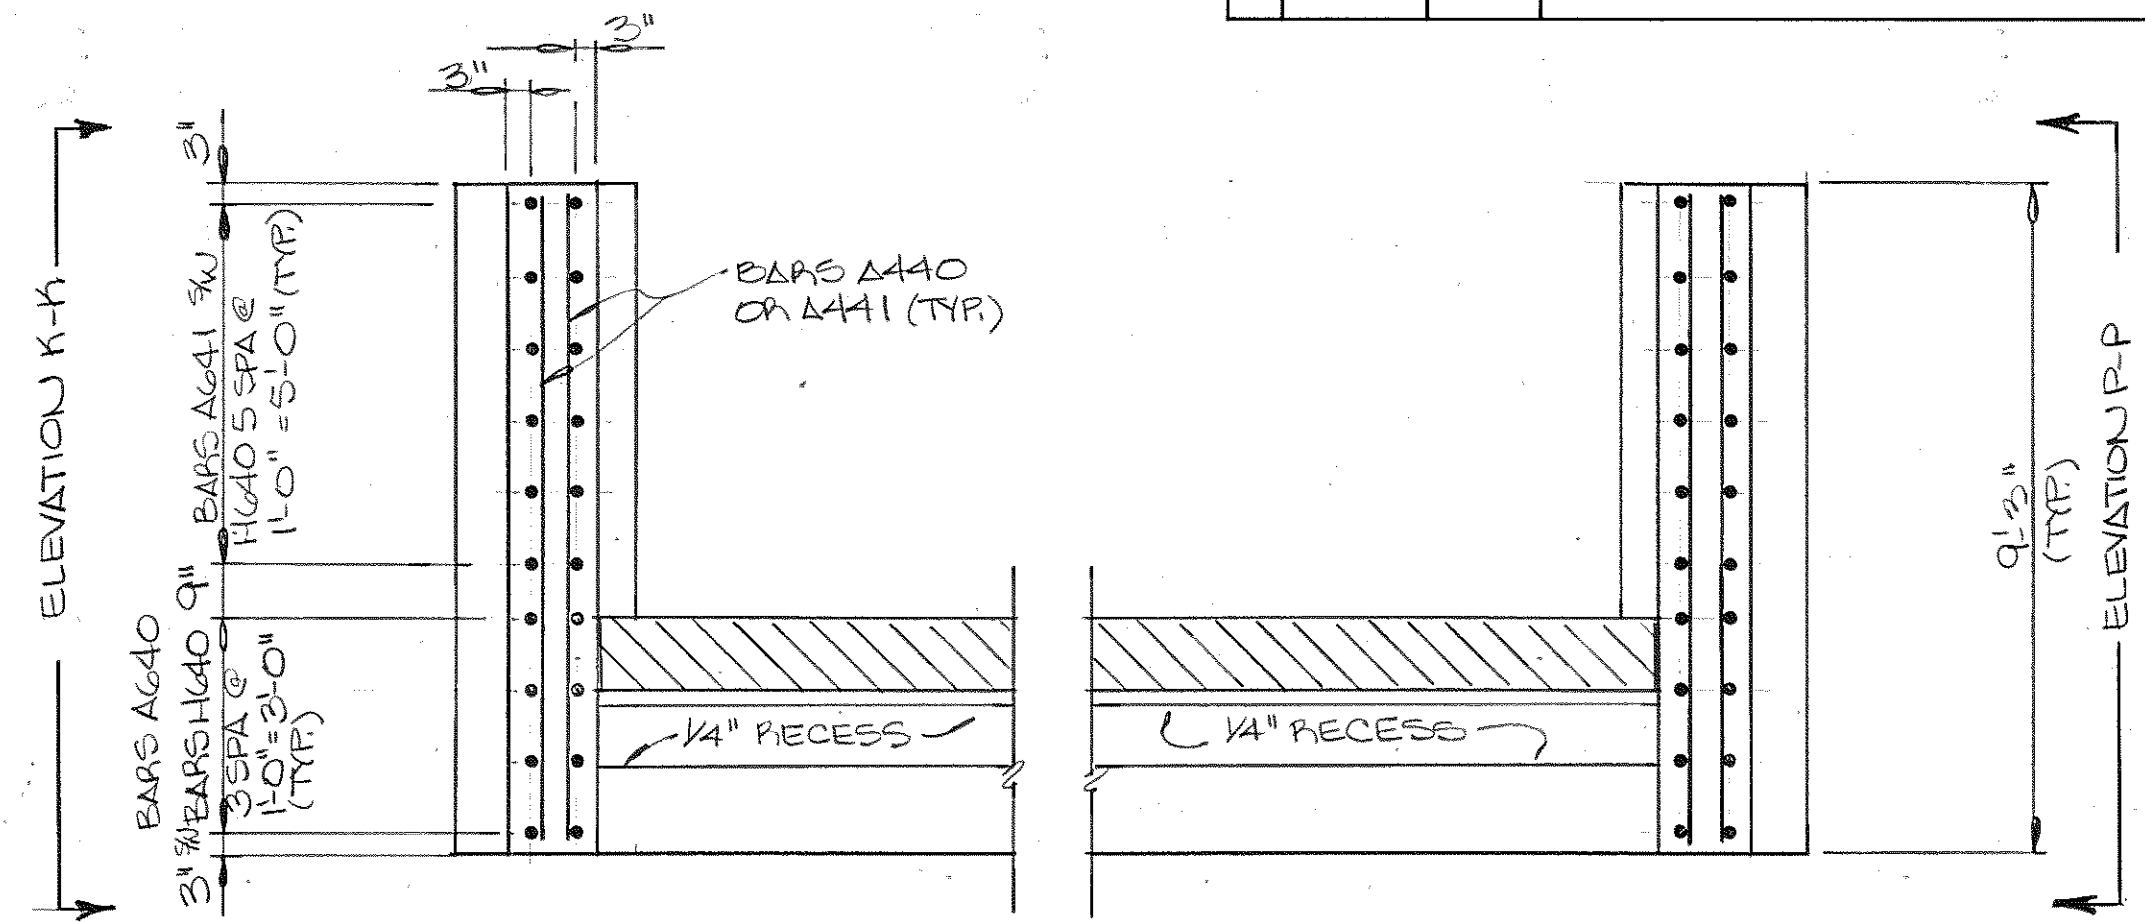 3"
3"
ELEVATION K-K
3"
BARS A641 S/W
H640 5 SPA @
1'-0" = 5'-0" (TYP.)
9"
BARS A640
S/W BARS H640
3 SPA @
1'-0" = 3'-0"
(TYP.)
3"
BARS A440
OR A441 (TYP.)
1/4" RECESS
1/4" RECESS
9'-3"
(TYP.)
ELEVATION P-P